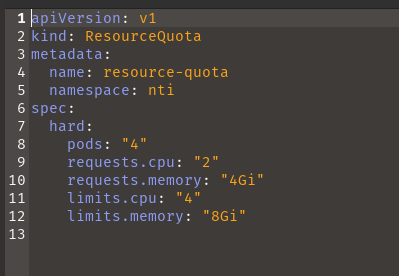 1 apiVersion: v1
2 kind: ResourceQuota
3 metadata:
4   name: resource-quota
5   namespace: nti
6 spec:
7   hard:
8     pods: "4"
9     requests.cpu: "2"
10     requests.memory: "4Gi"
11     limits.cpu: "4"
12     limits.memory: "8Gi"
13